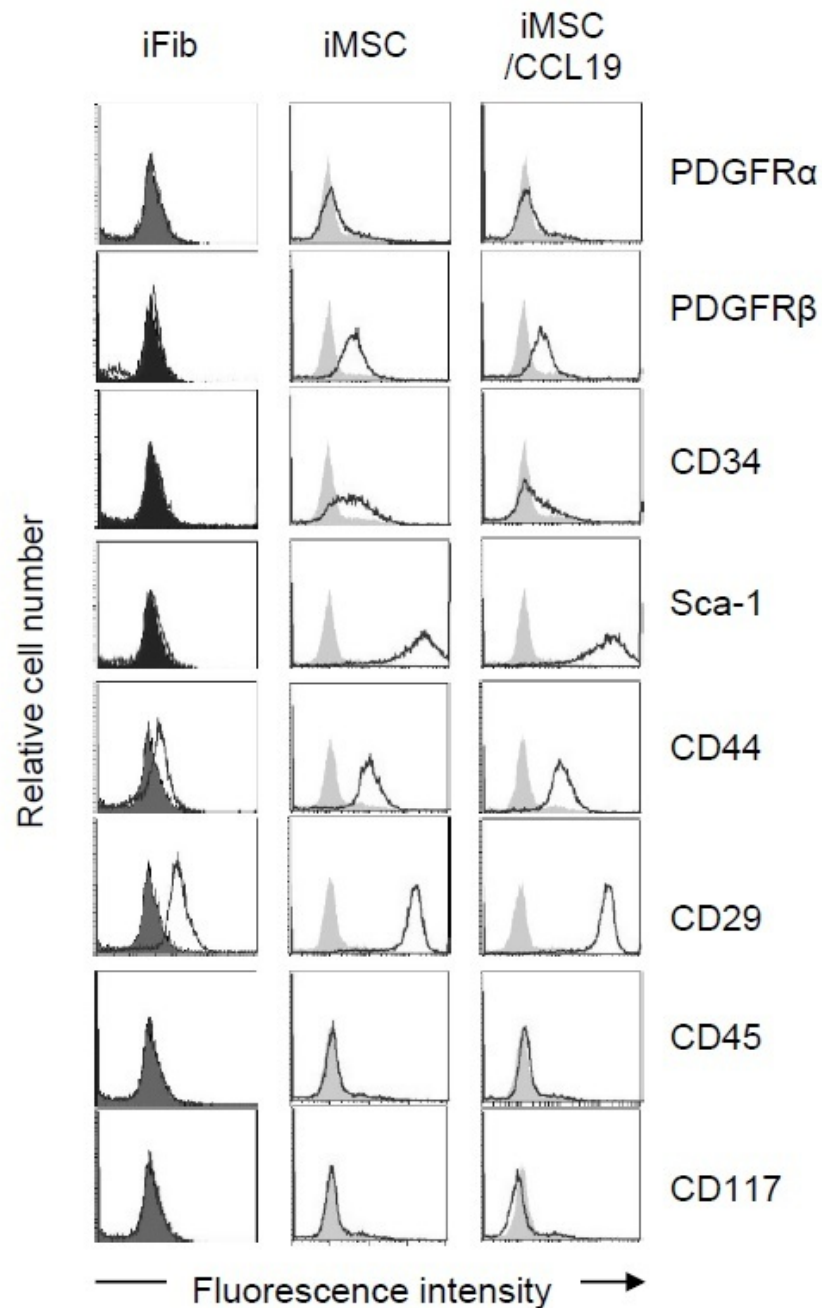 iFib
iMSC
iMSC
/CCL19
PDGFRα
PDGFRβ
CD34
Sca-1
CD44
CD29
CD45
CD117
Relative cell number
Fluorescence intensity